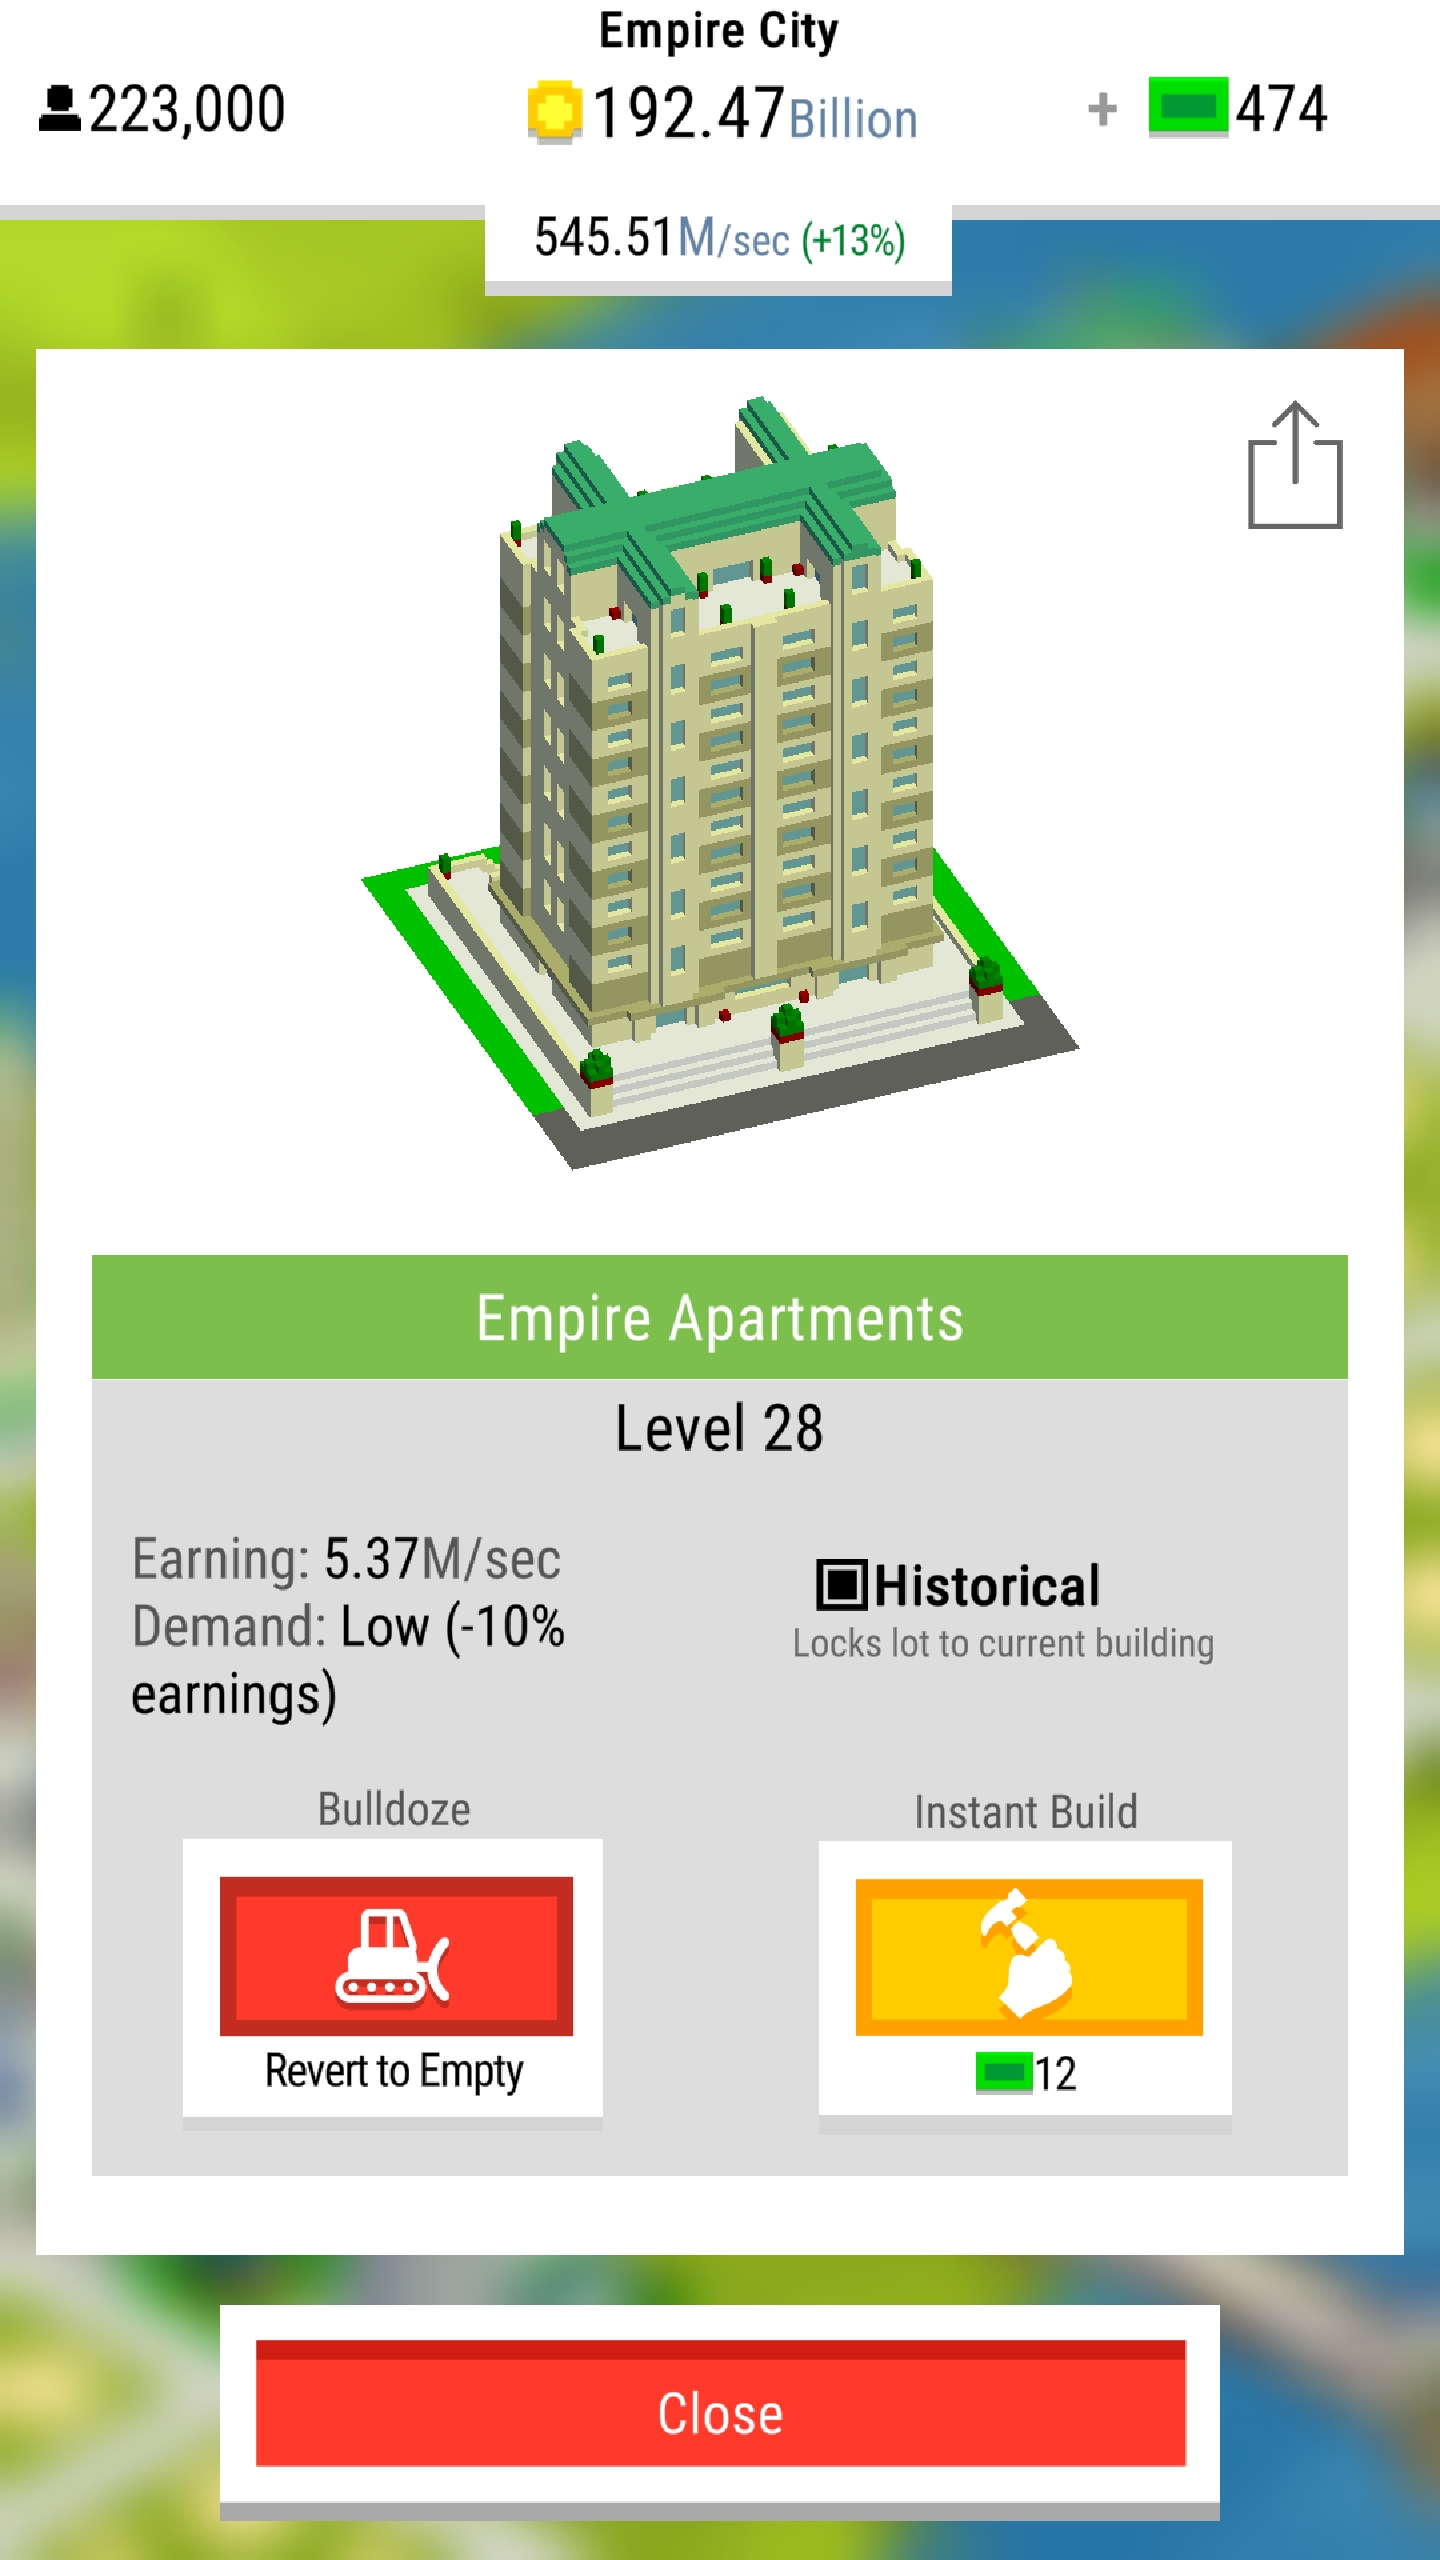 Empire City
223,000
192.47Billion
+ 474
545.51M/sec (+13%)
Empire Apartments
Level 28
Earning: 5.37M/sec
Demand: Low (-10%
earnings)
Historical
Locks lot to current building
Bulldoze
Revert to Empty
Instant Build
12
Close